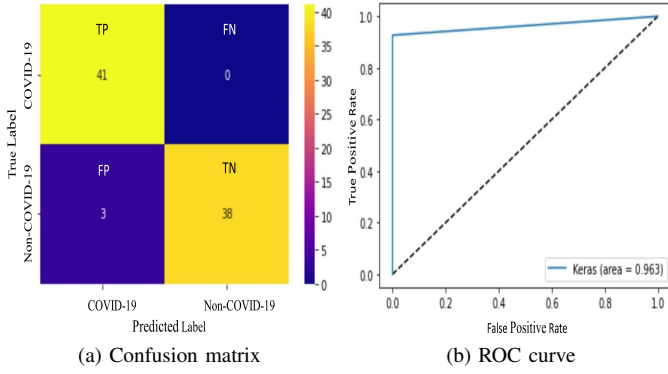 TP FN
41 0
FP TN
3 38
COVID-19
Non-COVID-19
True Label
COVID-19 Non-COVID-19
Predicted Label
40
35
30
25
20
15
10
5
0
(a) Confusion matrix
1.0
0.8
0.6
0.4
0.2
0.0
True Positive Rate
Keras (area = 0.963)
0.0 0.2 0.4 0.6 0.8 1.0
False Positive Rate
(b) ROC curve